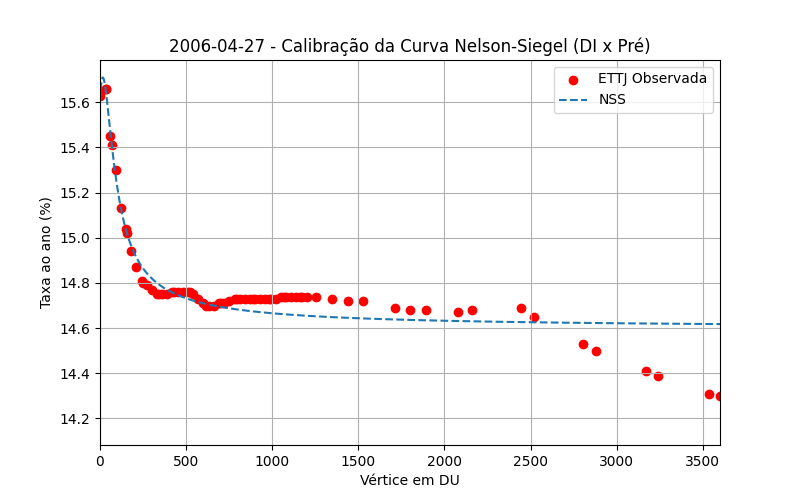 2006-04-27 - Calibração da Curva Nelson-Siegel (DI x Pré)
ETTJ Observada
NSS
Taxa ao ano (%)
15.6
15.4
15.2
15.0
14.8
14.6
14.4
14.2
0 500 1000 1500 2000 2500 3000 3500
Vértice em DU